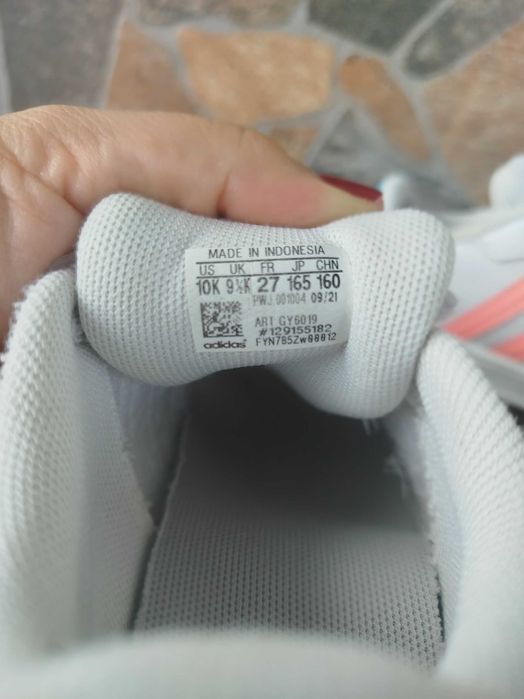 MADE IN INDONESIA
US UK FR JP CHN
10K 9½K 27 165 160
PWJ 001004 09/21
ART GY6019
#129155182
adidas FYN785Zw00012